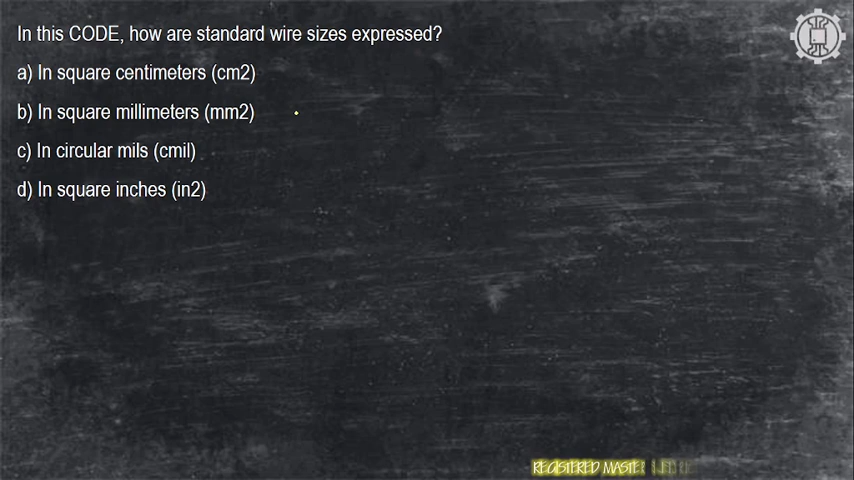 In this CODE, how are standard wire sizes expressed?
a) In square centimeters (cm2)
b) In square millimeters (mm2)
c) In circular mils (cmil)
d) In square inches (in2)
REGISTERED MASTER